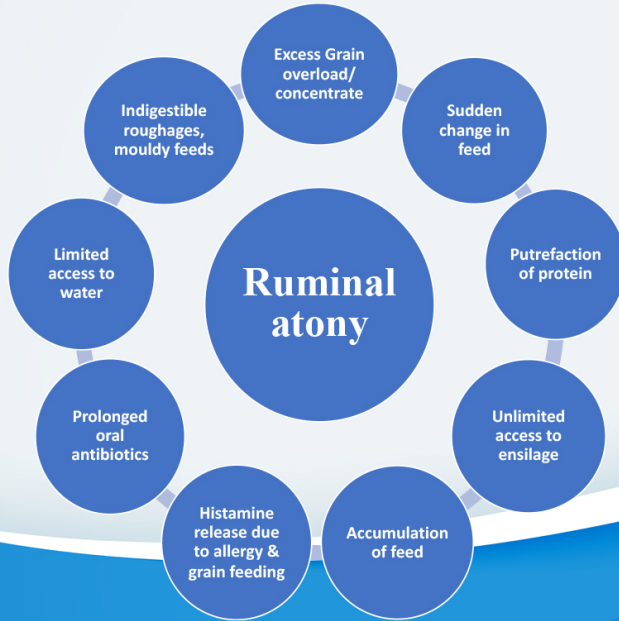 Excess Grain
overload/
concentrate
Sudden
change in
feed
Putrefaction
of protein
Unlimited
access to
ensilage
Accumulation
of feed
Histamine
release due
to allergy &
grain feeding
Prolonged
oral
antibiotics
Limited
access to
water
Indigestible
roughages,
mouldy feeds
Ruminal
atony